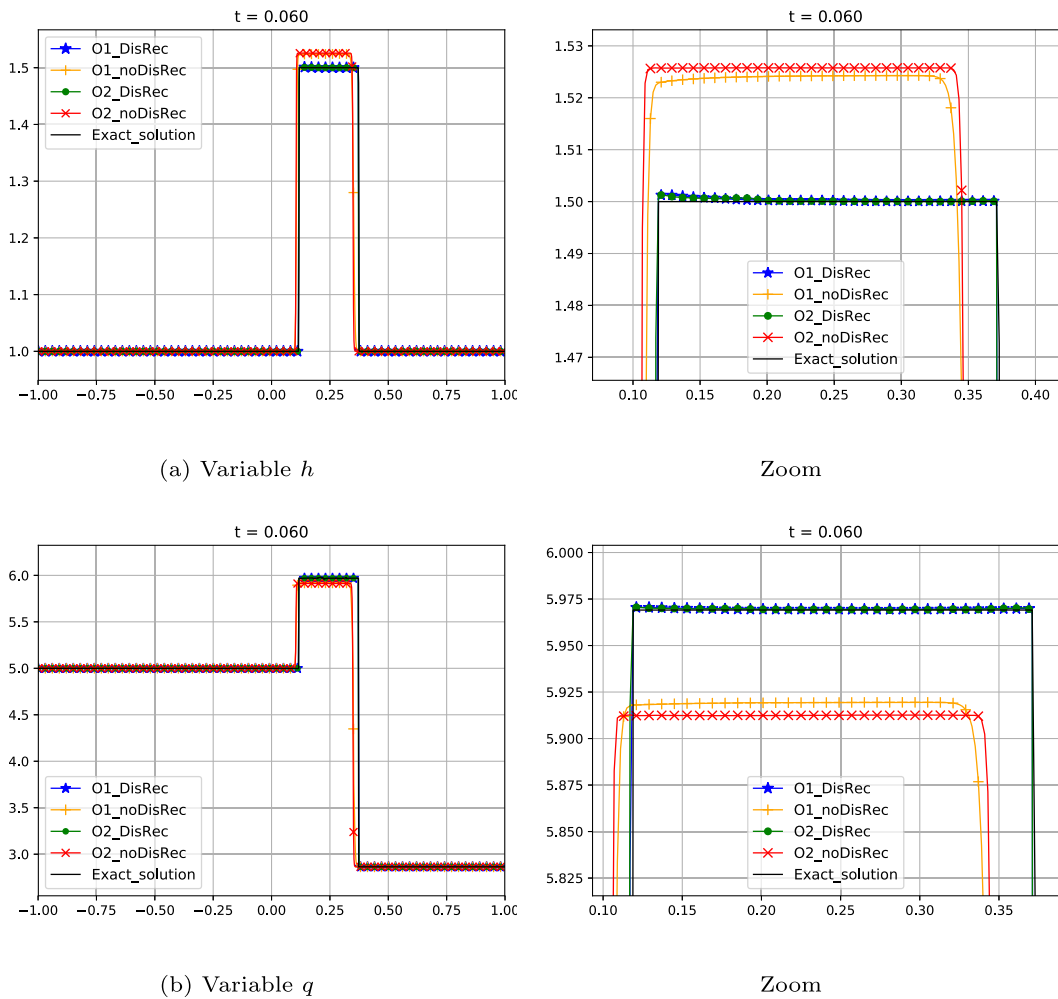 t = 0.060
1.5
1.4
1.3
1.2
1.1
1.0
O1_DisRec
O1_noDisRec
O2_DisRec
O2_noDisRec
Exact_solution
−1.00 −0.75 −0.50 −0.25 0.00 0.25 0.50 0.75 1.00
t = 0.060
1.53
1.52
1.51
1.50
1.49
1.48
1.47
O1_DisRec
O1_noDisRec
O2_DisRec
O2_noDisRec
Exact_solution
0.10 0.15 0.20 0.25 0.30 0.35 0.40
(a) Variable h
Zoom
t = 0.060
6.0
5.5
5.0
4.5
4.0
3.5
3.0
O1_DisRec
O1_noDisRec
O2_DisRec
O2_noDisRec
Exact_solution
−1.00 −0.75 −0.50 −0.25 0.00 0.25 0.50 0.75 1.00
t = 0.060
6.000
5.975
5.950
5.925
5.900
5.875
5.850
5.825
O1_DisRec
O1_noDisRec
O2_DisRec
O2_noDisRec
Exact_solution
0.10 0.15 0.20 0.25 0.30 0.35
(b) Variable q
Zoom